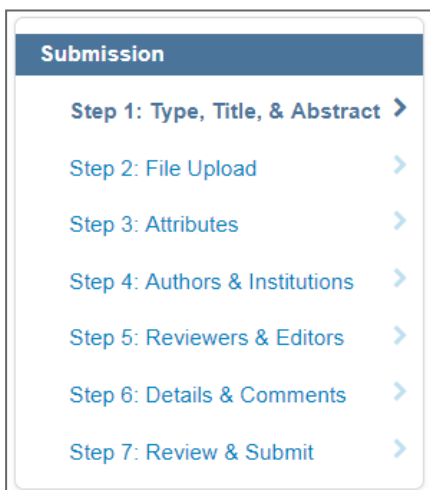 Submission
Step 1: Type, Title, & Abstract
Step 2: File Upload
Step 3: Attributes
Step 4: Authors & Institutions
Step 5: Reviewers & Editors
Step 6: Details & Comments
Step 7: Review & Submit